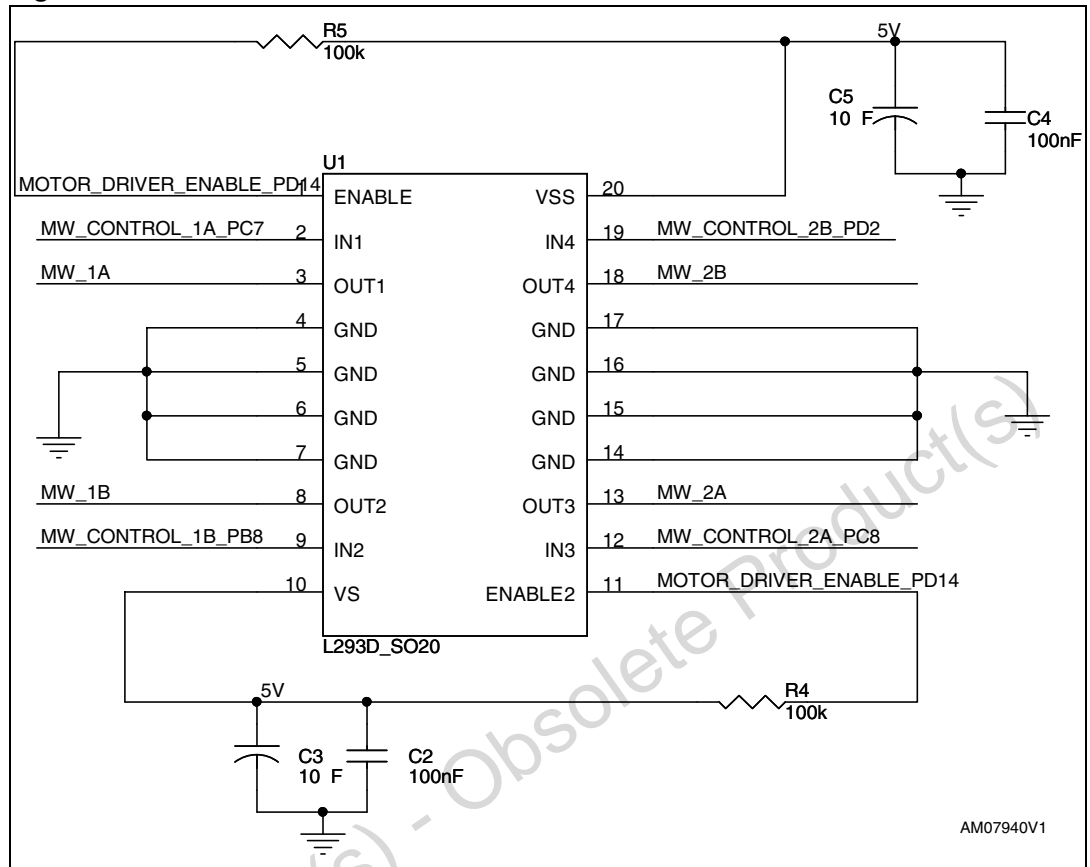 R5
100k
5V
C5
10 F
C4
100nF
U1
MOTOR_DRIVER_ENABLE_PD14
1
ENABLE
VSS
20
MW_CONTROL_1A_PC7
2
IN1
IN4
19
MW_CONTROL_2B_PD2
MW_1A
3
OUT1
OUT4
18
MW_2B
4
GND
GND
17
5
GND
GND
16
6
GND
GND
15
7
GND
GND
14
MW_1B
8
OUT2
OUT3
13
MW_2A
MW_CONTROL_1B_PB8
9
IN2
IN3
12
MW_CONTROL_2A_PC8
10
VS
ENABLE2
11
MOTOR_DRIVER_ENABLE_PD14
L293D_SO20
5V
R4
100k
C3
10 F
C2
100nF
(s) - Obsolete Product(s)
AM07940V1